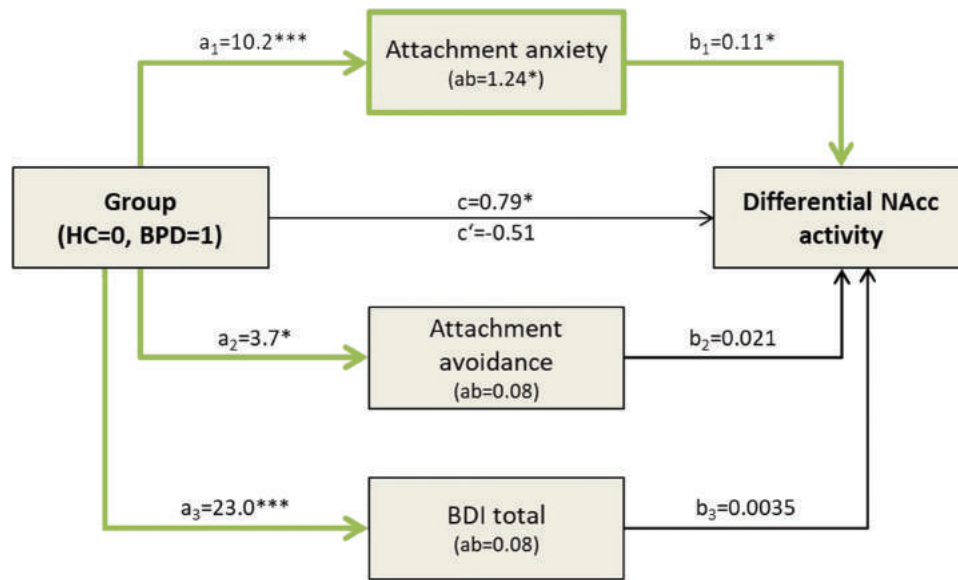 a₁=10.2***
Attachment anxiety
(ab=1.24*)
b₁=0.11*
Group
(HC=0, BPD=1)
c=0.79*
c‘=-0.51
Differential NAcc
activity
a₂=3.7*
Attachment
avoidance
(ab=0.08)
b₂=0.021
a₃=23.0***
BDI total
(ab=0.08)
b₃=0.0035